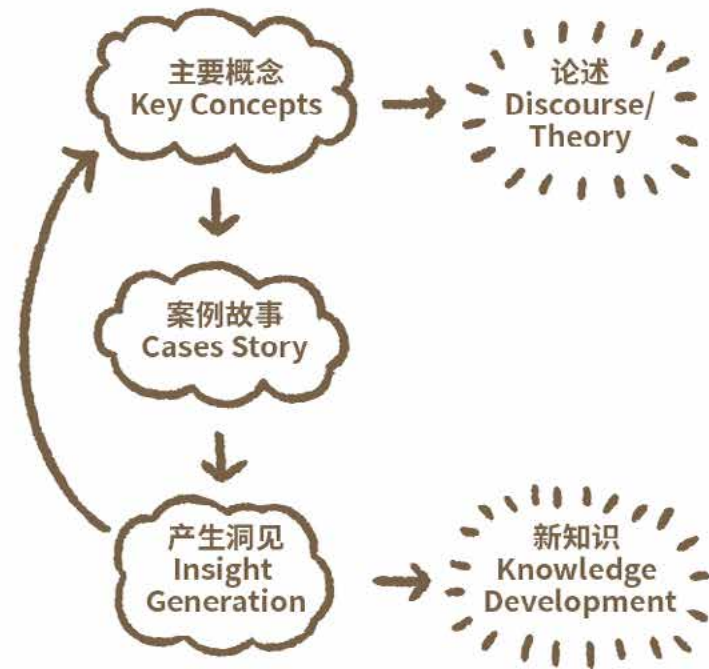 主要概念
Key Concepts
论述
Discourse/
Theory
案例故事
Cases Story
产生洞见
Insight
Generation
新知识
Knowledge
Development